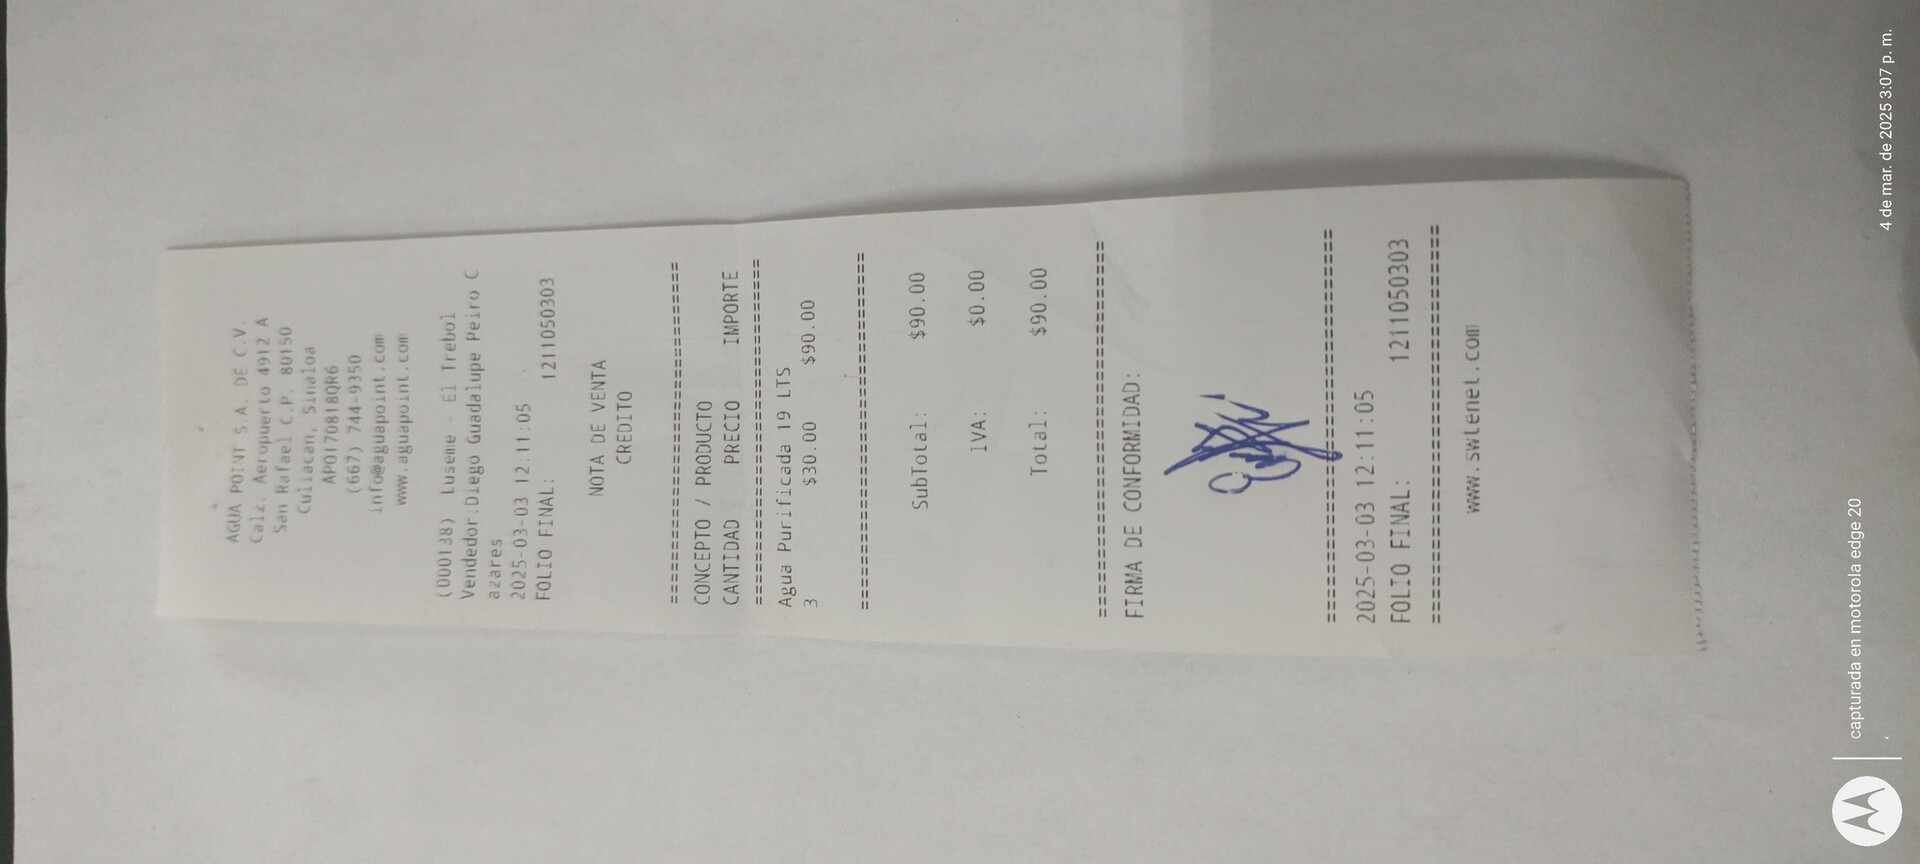 AGUA POINT S.A. DE C.V.
Calz. Aeropuerto 4912 A
San Rafael C.P. 80150
Culiacan, Sinaloa
APO170818QR6
(667) 744-9350
info@aguapoint.com
www.aguapoint.com
(000138) Luseme - El Trebol
Vendedor:Diego Guadalupe Peiro C
azares
2025-03-03 12:11:05
FOLIO FINAL: 1211050303
NOTA DE VENTA
CREDITO
================================
CONCEPTO / PRODUCTO
CANTIDAD PRECIO IMPORTE
================================
Agua Purificada 19 LTS
3 $30.00 $90.00
================================
SubTotal: $90.00
IVA: $0.00
Total: $90.00
================================
FIRMA DE CONFORMIDAD:
================================
2025-03-03 12:11:05
FOLIO FINAL: 1211050303
================================
www.swtenet.com
capturada en motorola edge 20
4 de mar. de 2025 3:07 p. m.